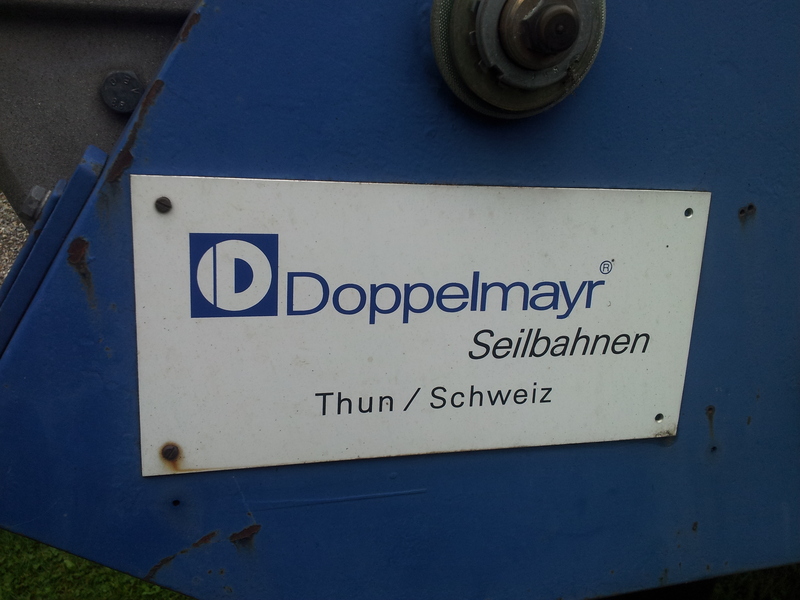 D Doppelmayr®
Seilbahnen
Thun / Schweiz